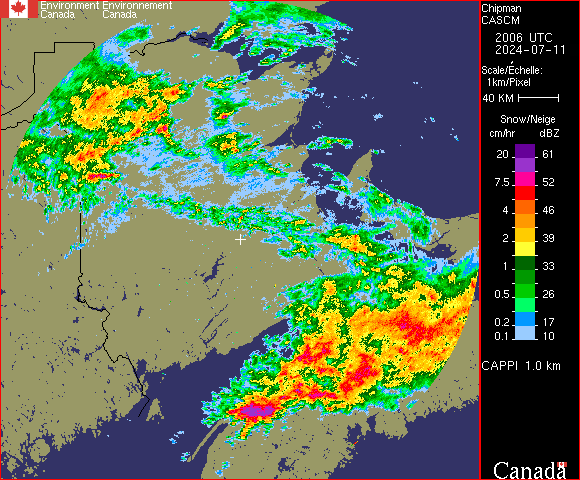 Environment Environnement
Canada Canada
Chipman
CASCM
2006 UTC
2024-07-11
Scale/Échelle:
1km/Pixel
40 KM
Snow/Neige
cm/hr dBZ
20 61
7.5 52
4 46
2 39
1 33
0.5 26
0.2 17
0.1 10
CAPPI 1.0 km
Canada